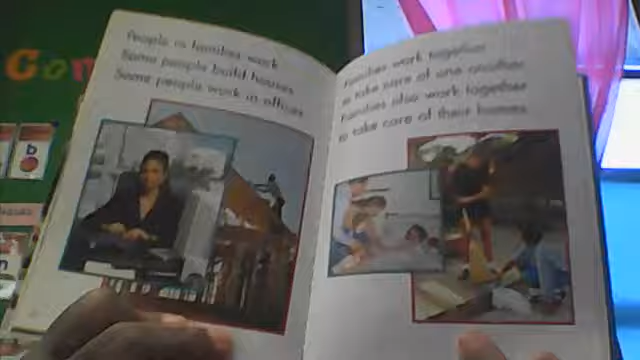 People in families work
Some people build houses
Some people work in offices
Families work together
to take care of one another
Families also work together
to take care of their homes
Con
b